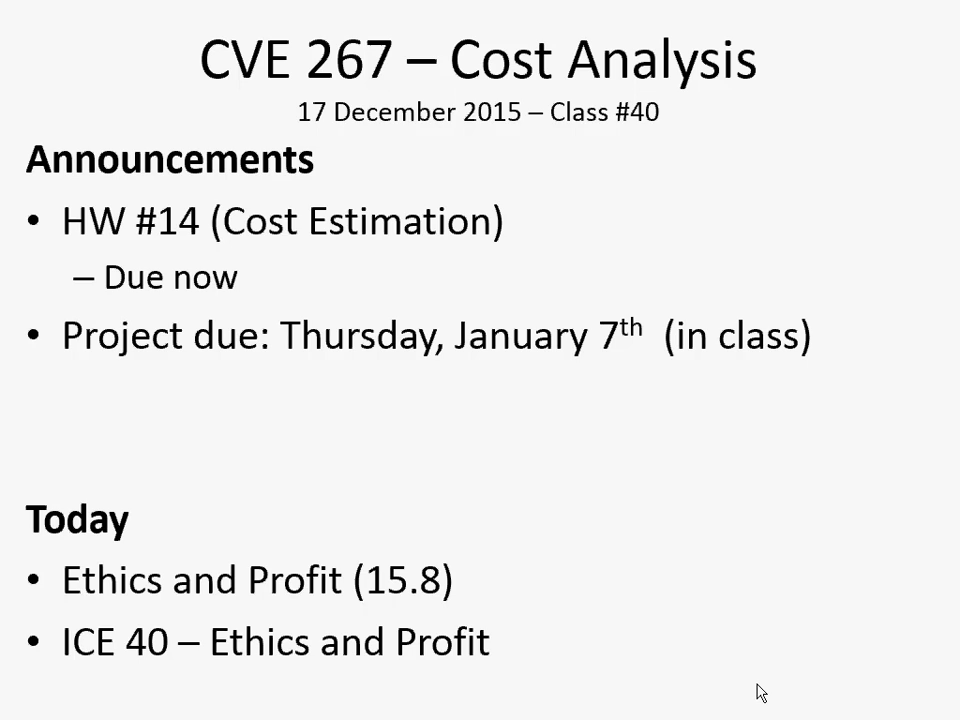 CVE 267 – Cost Analysis
17 December 2015 – Class #40
Announcements
• HW #14 (Cost Estimation)
– Due now
• Project due: Thursday, January 7th (in class)
Today
• Ethics and Profit (15.8)
• ICE 40 – Ethics and Profit